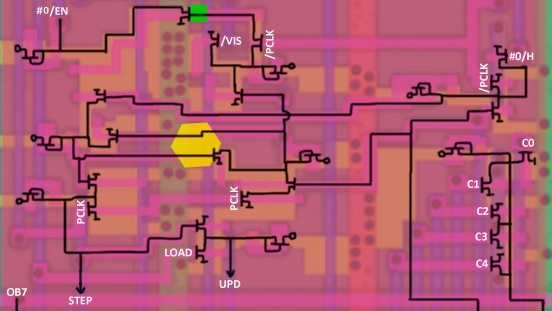 #0/EN
/VIS
/PCLK
#0/H
/PCLK
C0
C1
PCLK
PCLK
C2
C3
LOAD
C4
UPD
OB7
STEP